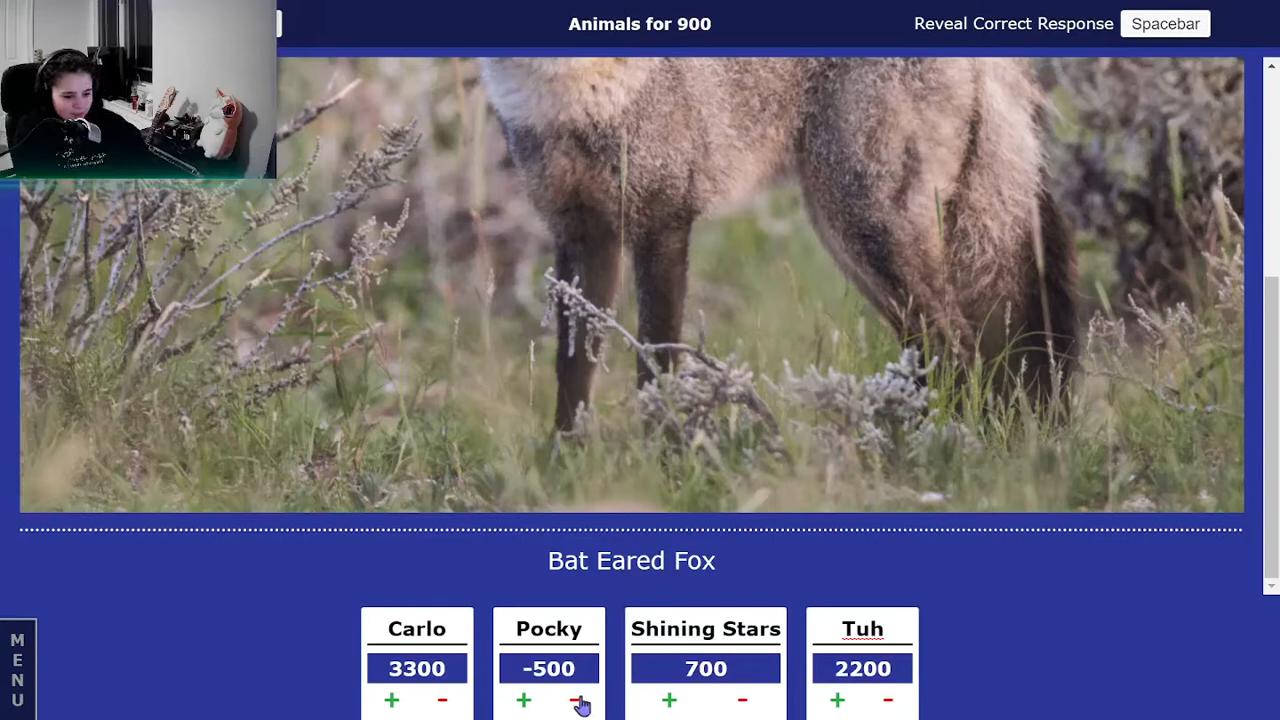 Animals for 900
Reveal Correct Response Spacebar
Bat Eared Fox
Carlo Pocky Shining Stars Tuh
3300 -500 700 2200
+ - + - + - + -
MENU